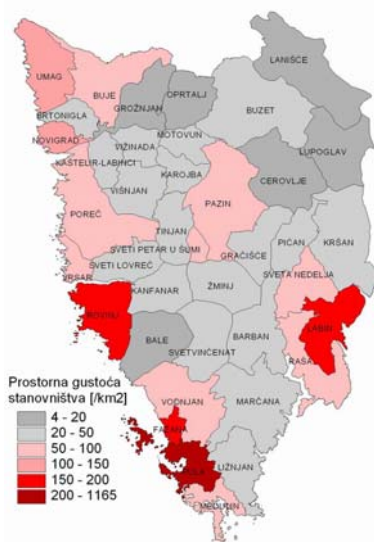 LANIŠĆE
UMAG
BUJE
OPRTALJ
GROŽNJAN
BUZET
BRTONIGLA
MOTOVUN
NOVIGRAD
VIŽINADA
LUPOGLAV
KAŠTELIR-LABINCI
KAROJBA
CEROVLJE
VIŠNJAN
PAZIN
POREČ
TINJAN
PIĆAN
KRŠAN
SVETI PETAR U ŠUMI
GRAČIŠĆE
SVETI LOVREČ
SVETA NEDELJA
VRSAR
KANFANAR
ŽMINJ
ROVINJ
LABIN
BALE
BARBAN
SVETVINČENAT
RAŠA
Prostorna gustoća
stanovništva [/km2]
4 - 20
20 - 50
50 - 100
100 - 150
150 - 200
200 - 1165
VODNJAN
MARČANA
FAŽANA
PULA
LIŽNJAN
MEDULIN